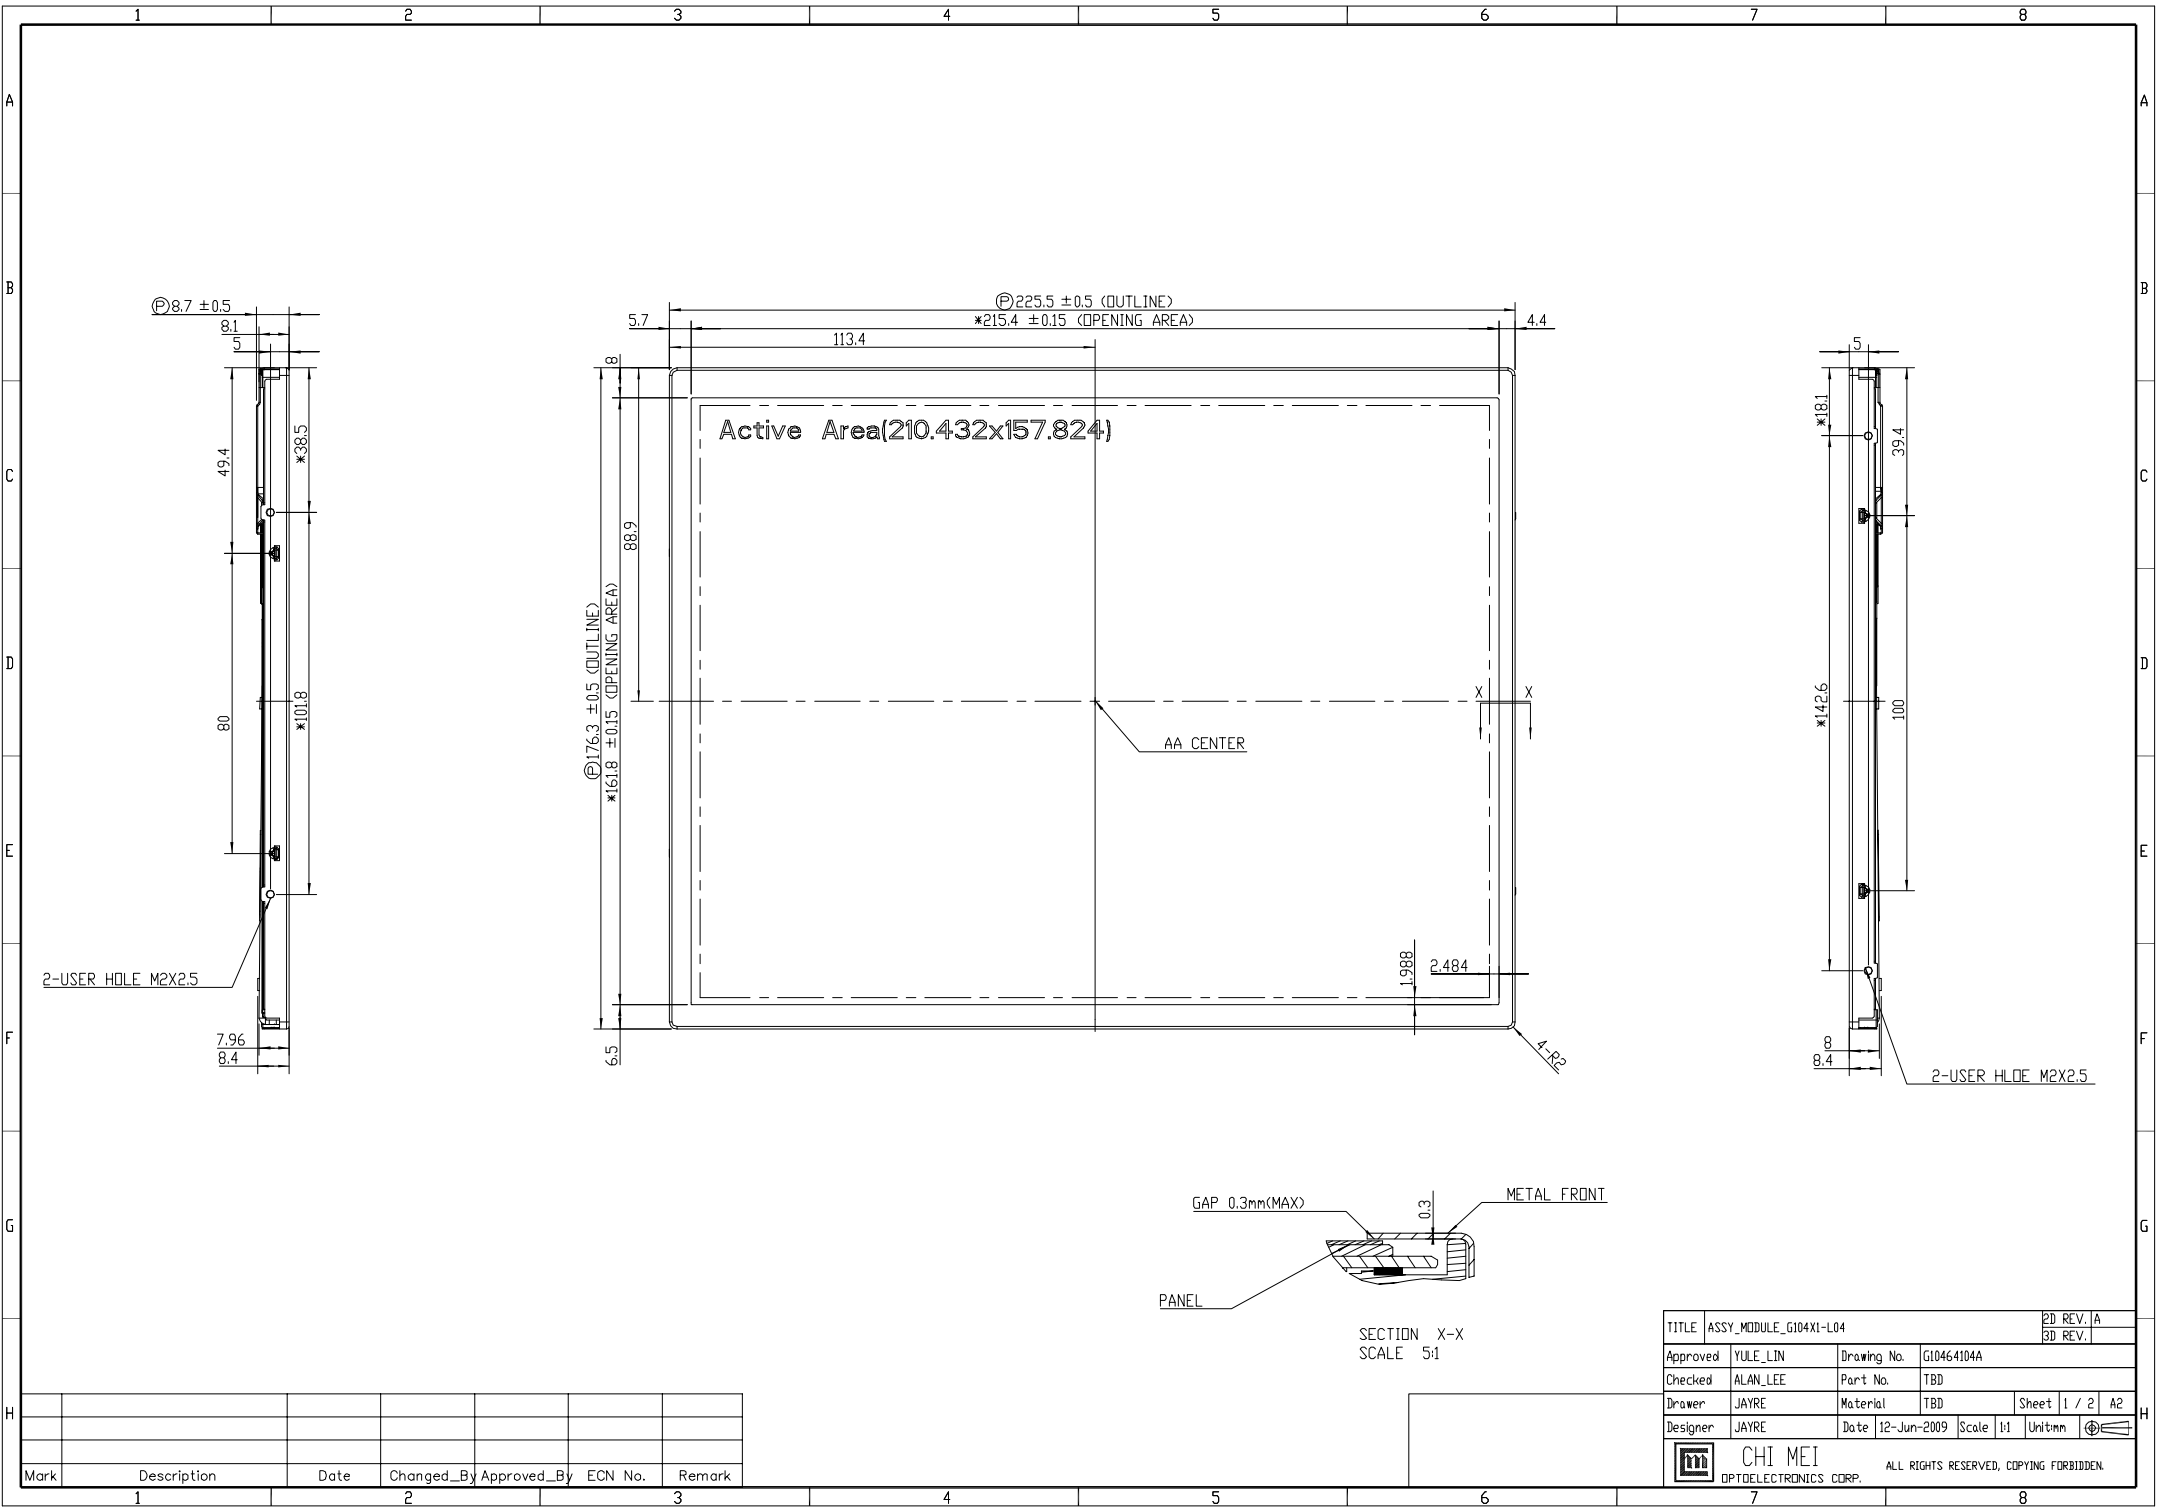 1 2 3 4 5 6 7 8
A A
B B
C C
D D
E E
F F
G G
H H
Ⓟ8.7 ±0.5
8.1
5
49.4
*38.5
80
*101.8
2-USER HOLE M2X2.5
7.96
8.4
Ⓟ225.5 ±0.5 (OUTLINE)
5.7 *215.4 ±0.15 (OPENING AREA) 4.4
113.4
8
Active Area(210.432x157.824)
88.9
Ⓟ176.3 ±0.5 (OUTLINE)
*161.8 ±0.15 (OPENING AREA)
X X
AA CENTER
1.988
2.484
6.5
4-R2
5
*18.1
39.4
*142.6
100
8
8.4
2-USER HLOE M2X2.5
GAP 0.3mm(MAX)
0.3
METAL FRONT
PANEL
SECTION X-X
SCALE 5:1
TITLE ASSY_MODULE_G104X1-L04 2D REV. A
3D REV.
Approved YULE_LIN Drawing No. G10464104A
Checked ALAN_LEE Part No. TBD
Drawer JAYRE Material TBD Sheet 1 / 2 A2
Designer JAYRE Date 12-Jun-2009 Scale 1:1 Unit:mm
CHI MEI
OPTOELECTRONICS CORP.
ALL RIGHTS RESERVED, COPYING FORBIDDEN.
Mark Description Date Changed_By Approved_By ECN No. Remark
1 2 3 4 5 6 7 8